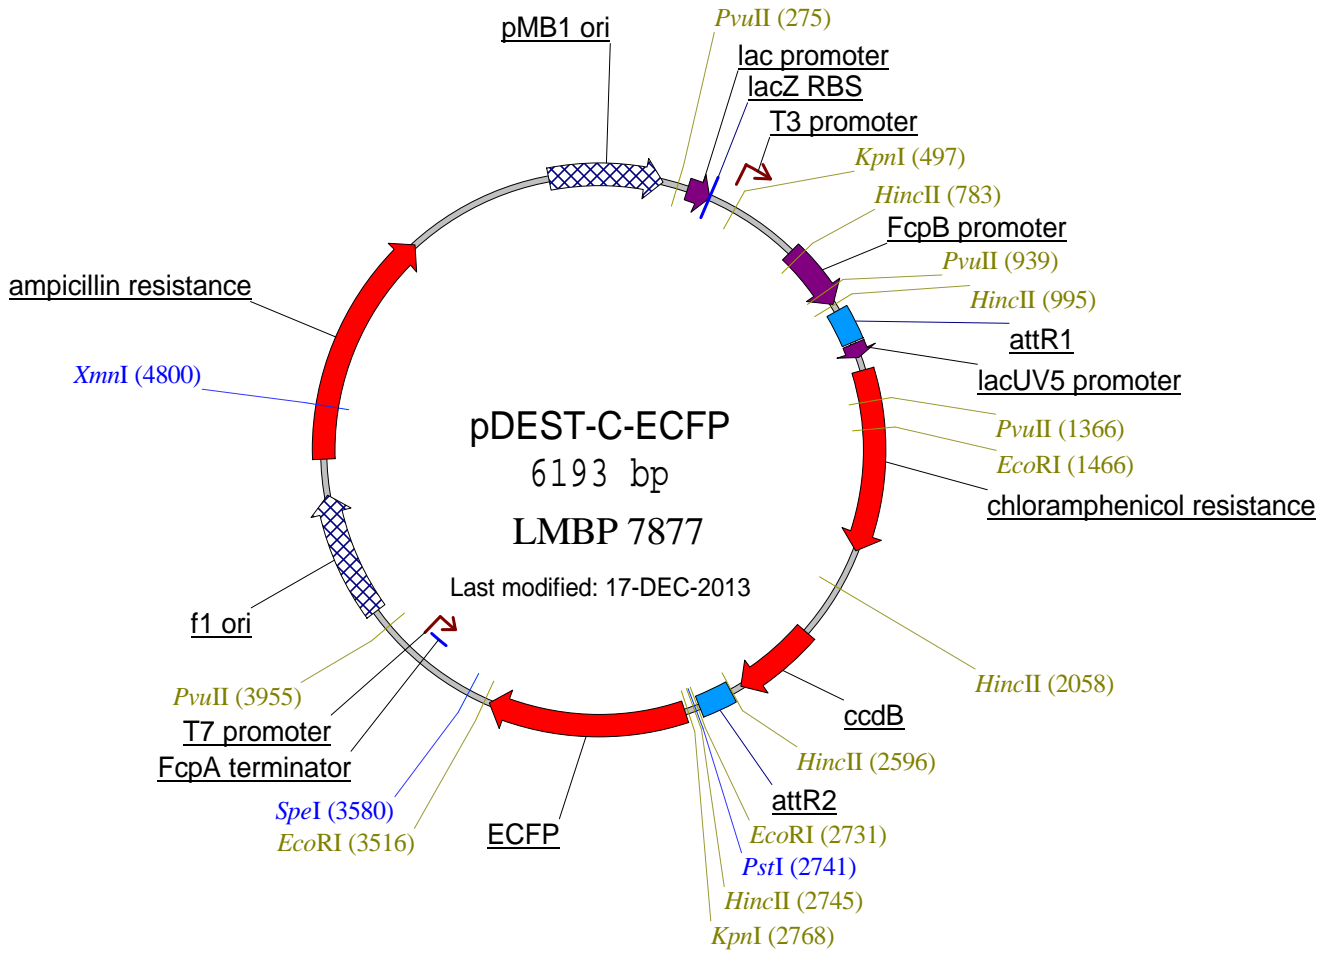 pMB1 ori
PvuII (275)
lac promoter
lacZ RBS
T3 promoter
KpnI (497)
HincII (783)
FcpB promoter
PvuII (939)
HincII (995)
attR1
lacUV5 promoter
PvuII (1366)
EcoRI (1466)
chloramphenicol resistance
HincII (2058)
ccdB
HincII (2596)
attR2
EcoRI (2731)
PstI (2741)
HincII (2745)
KpnI (2768)
ECFP
EcoRI (3516)
SpeI (3580)
FcpA terminator
T7 promoter
PvuII (3955)
f1 ori
XmnI (4800)
ampicillin resistance
pDEST-C-ECFP
6193 bp
LMBP 7877
Last modified: 17-DEC-2013